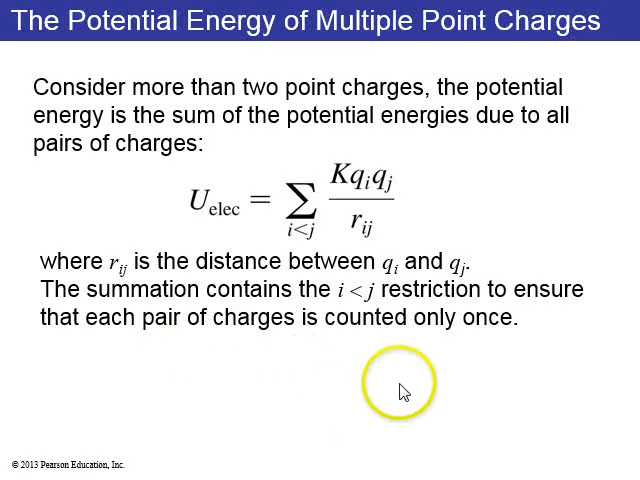 The Potential Energy of Multiple Point Charges
Consider more than two point charges, the potential
energy is the sum of the potential energies due to all
pairs of charges:
U_elec = ∑_{i<j} Kq_iq_j / r_ij
where r_ij is the distance between q_i and q_j.
The summation contains the i < j restriction to ensure
that each pair of charges is counted only once.
© 2013 Pearson Education, Inc.